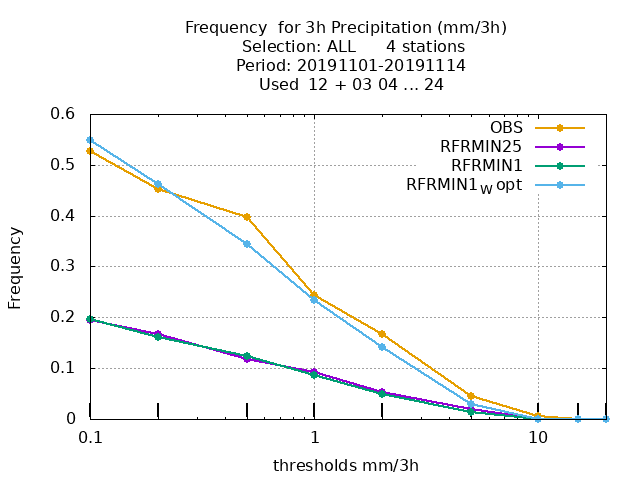 Frequency for 3h Precipitation (mm/3h)
Selection: ALL 4 stations
Period: 20191101-20191114
Used 12 + 03 04 ... 24
OBS
RFRMIN25
RFRMIN1
RFRMIN1W opt
Frequency
0.6
0.5
0.4
0.3
0.2
0.1
0
0.1 1 10
thresholds mm/3h